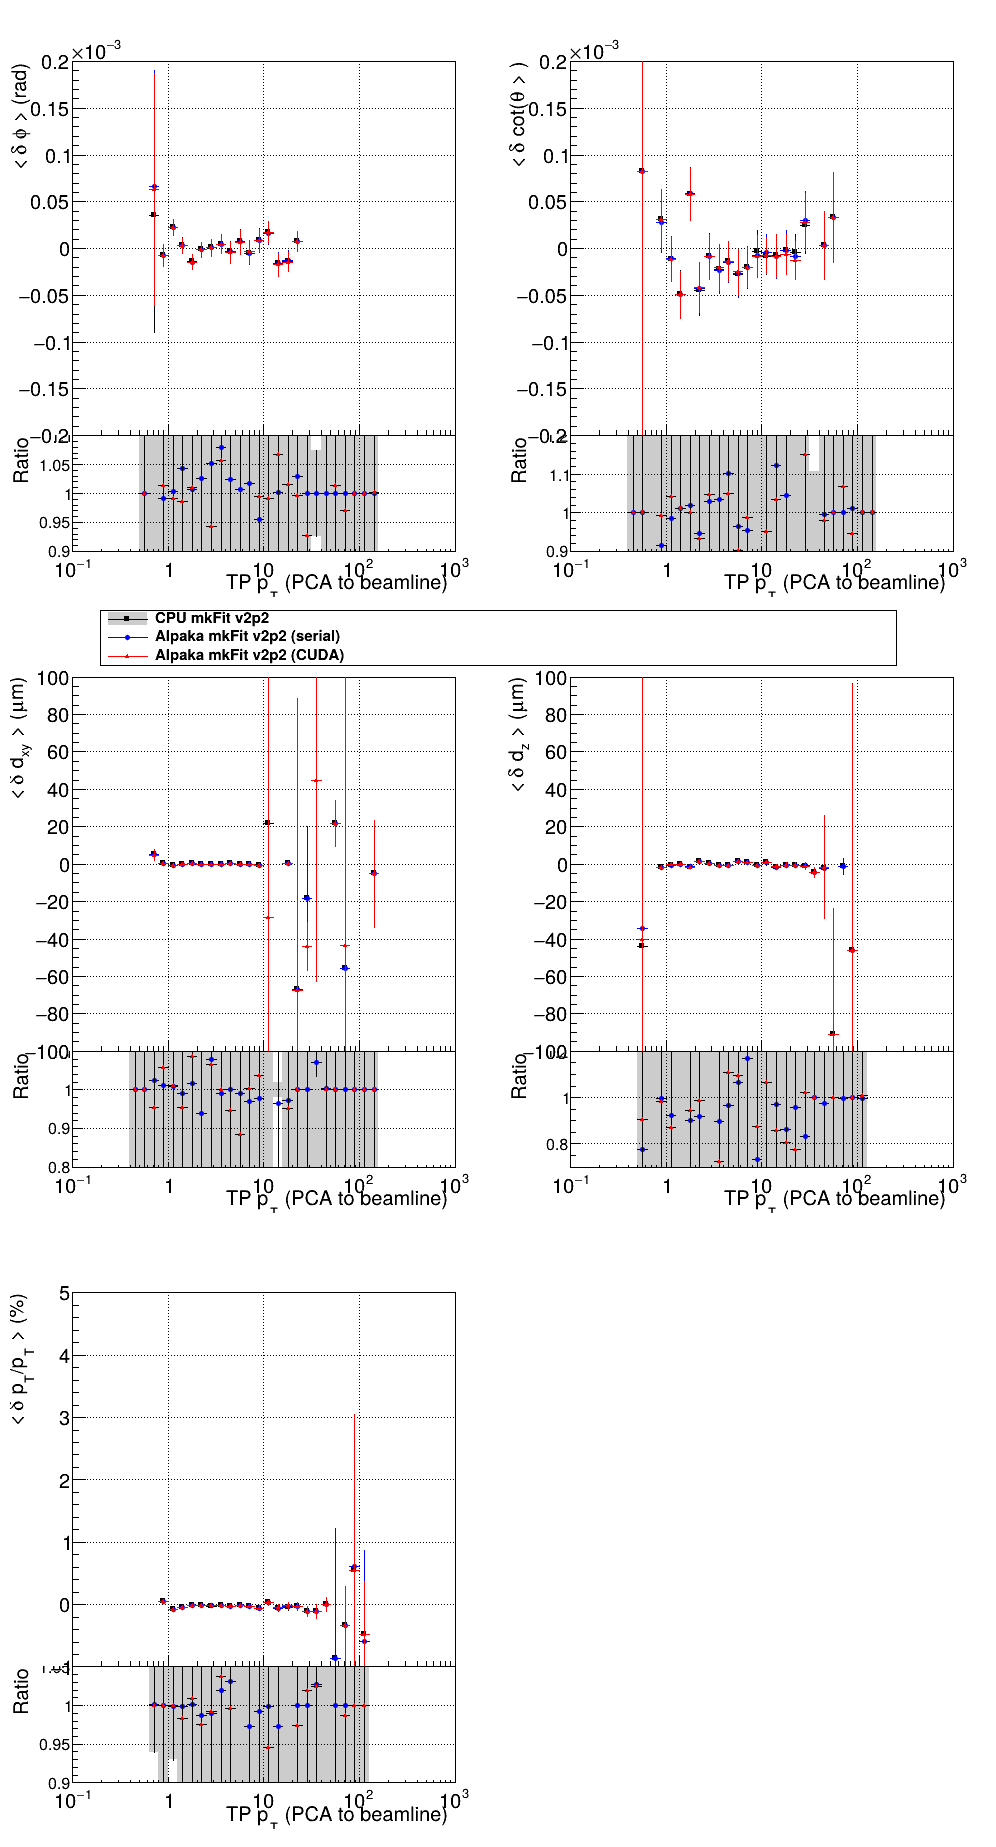 ×10⁻³
< δ φ > (rad)
0.2
0.15
0.1
0.05
0
−0.05
−0.1
−0.15
−0.2
Ratio
1.05
1
0.95
0.9
10⁻¹ 1 10 10² 10³
TP p_T (PCA to beamline)
×10⁻³
< δ cot(θ > )
0.2
0.15
0.1
0.05
0
−0.05
−0.1
−0.15
−0.2
Ratio
1.1
1
0.9
10⁻¹ 1 10 10² 10³
TP p_T (PCA to beamline)
CPU mkFit v2p2
Alpaka mkFit v2p2 (serial)
Alpaka mkFit v2p2 (CUDA)
< δ d_xy > (μm)
100
80
60
40
20
0
−20
−40
−60
−80
−100
Ratio
1
0.9
0.8
10⁻¹ 1 10 10² 10³
TP p_T (PCA to beamline)
< δ d_z > (μm)
100
80
60
40
20
0
−20
−40
−60
−80
−100
Ratio
1
0.8
10⁻¹ 1 10 10² 10³
TP p_T (PCA to beamline)
< δ p_T/p_T > (%)
5
4
3
2
1
0
Ratio
1
0.95
0.9
10⁻¹ 1 10 10² 10³
TP p_T (PCA to beamline)